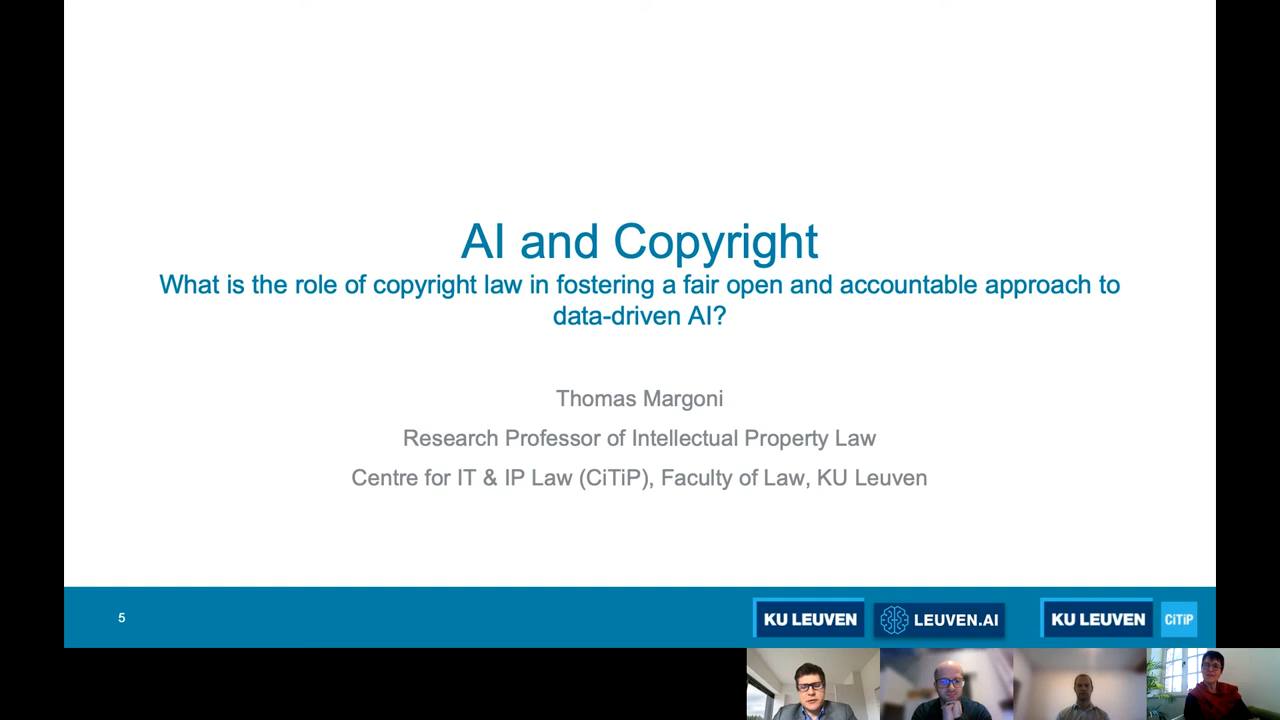 AI and Copyright
What is the role of copyright law in fostering a fair open and accountable approach to
data-driven AI?
Thomas Margoni
Research Professor of Intellectual Property Law
Centre for IT & IP Law (CiTiP), Faculty of Law, KU Leuven
5
KU LEUVEN
LEUVEN.AI
KU LEUVEN
CiTiP